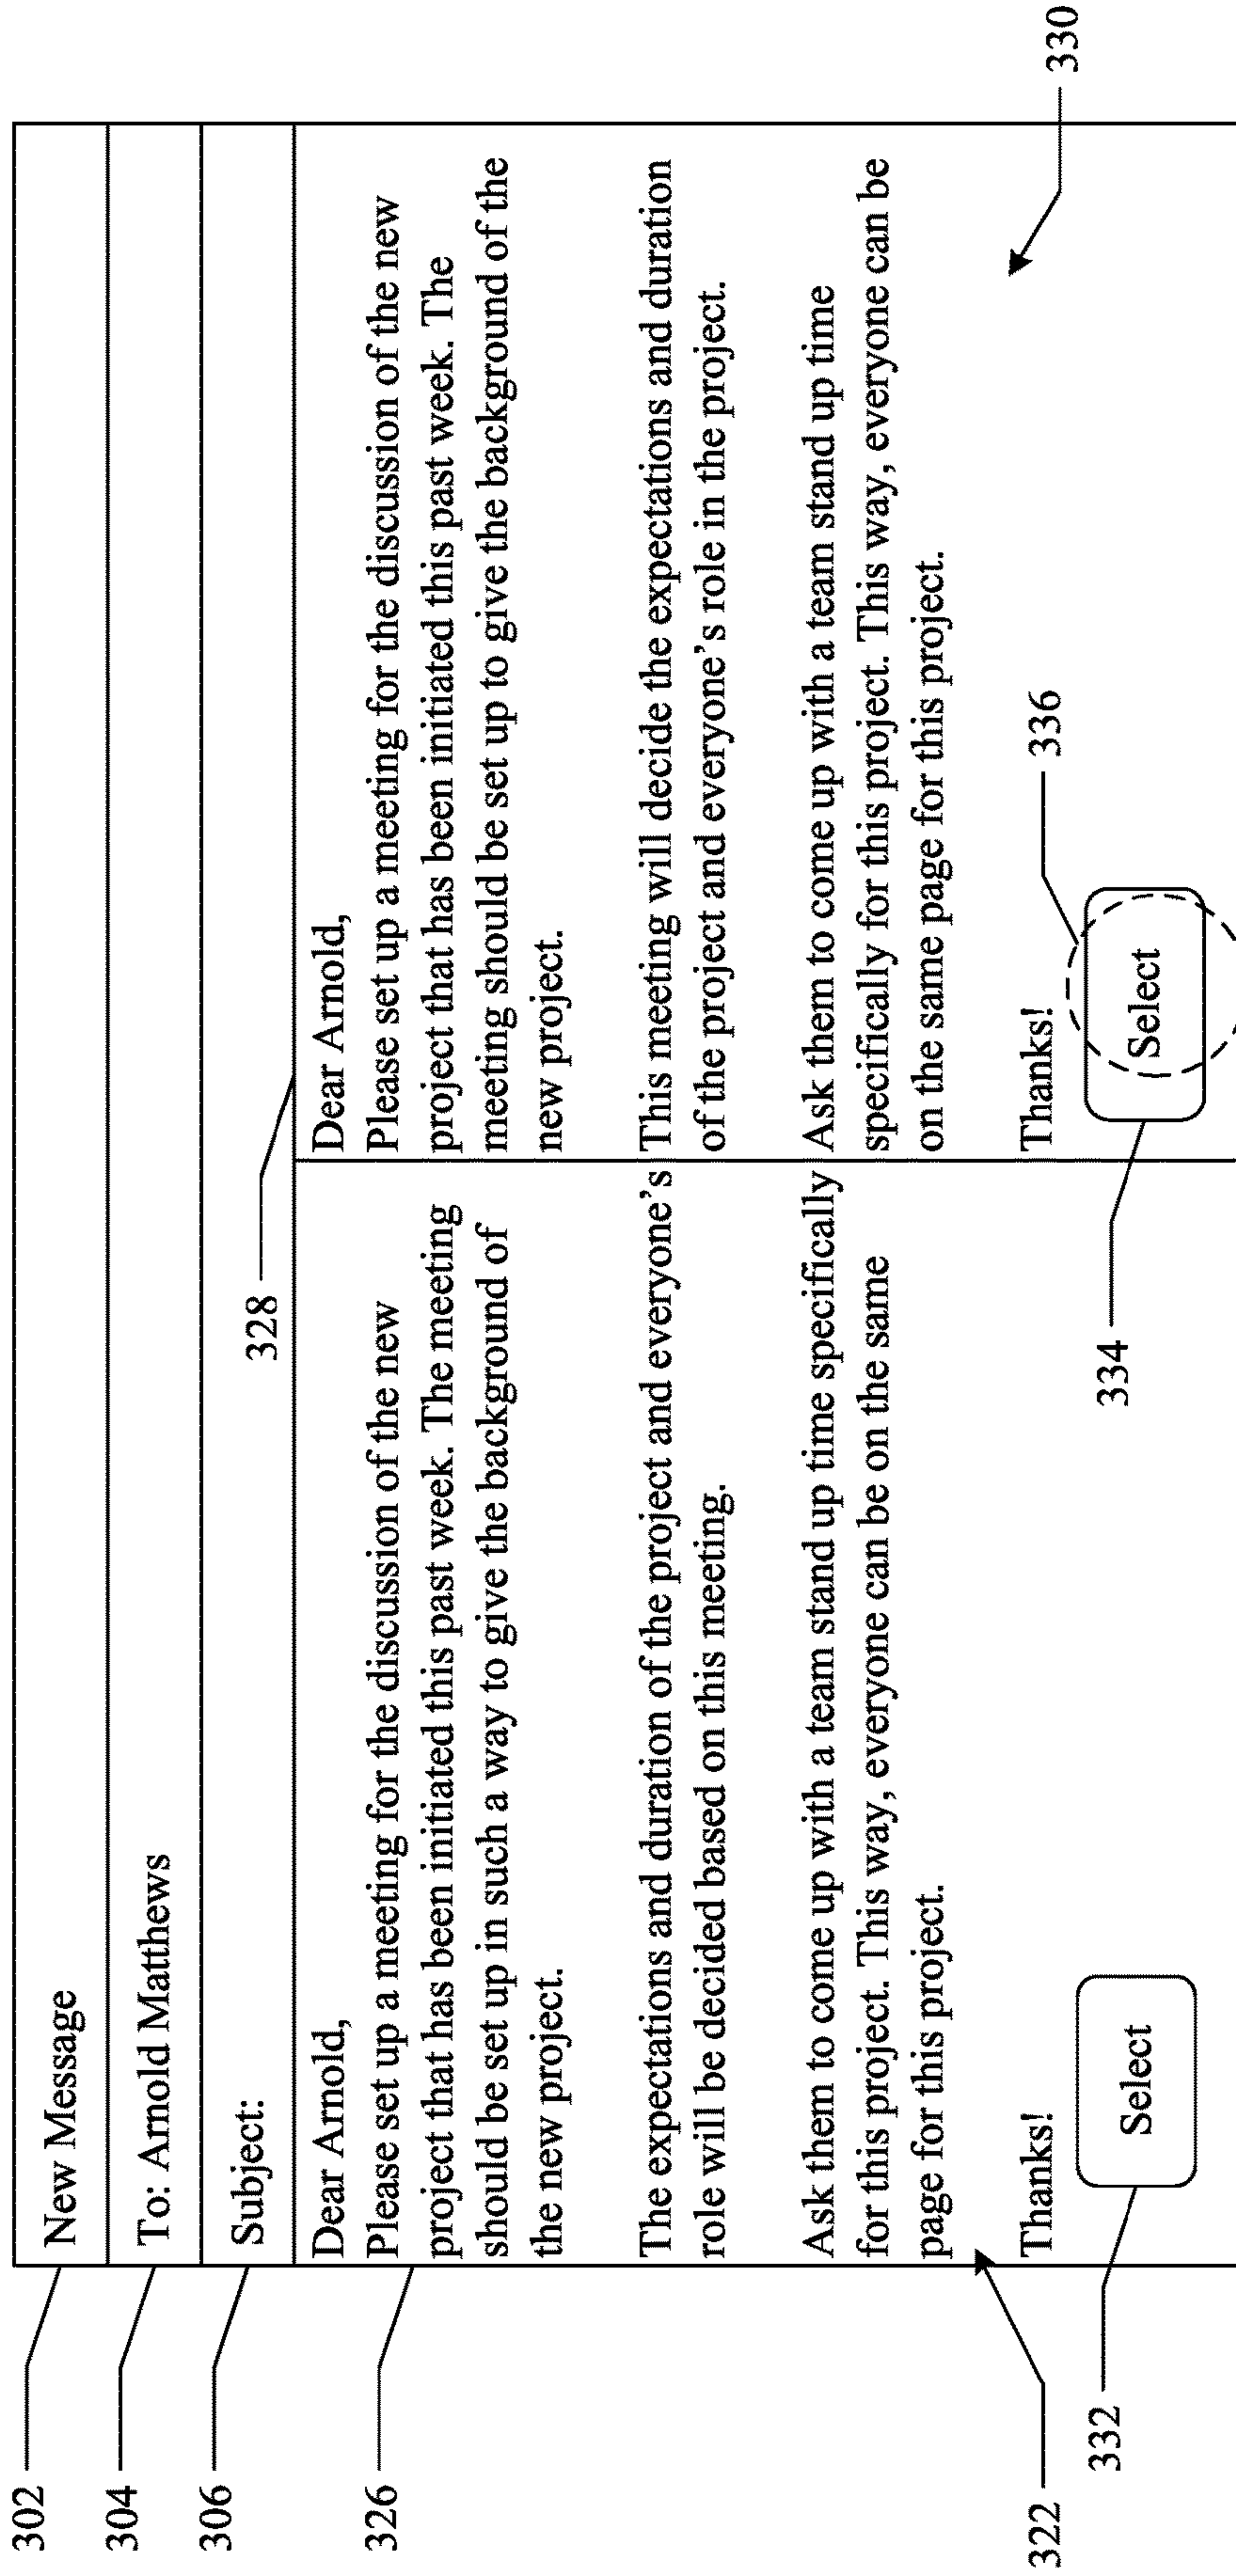 302
New Message
304
To: Arnold Matthews
306
Subject:
328
326
Dear Arnold,
Please set up a meeting for the discussion of the new
project that has been initiated this past week. The meeting
should be set up in such a way to give the background of
the new project.
The expectations and duration of the project and everyone's
role will be decided based on this meeting.
Ask them to come up with a team stand up time specifically
for this project. This way, everyone can be on the same
page for this project.
Thanks!
Select
322
332
Dear Arnold,
Please set up a meeting for the discussion of the new
project that has been initiated this past week. The
meeting should be set up to give the background of the
new project.
This meeting will decide the expectations and duration
of the project and everyone's role in the project.
Ask them to come up with a team stand up time
specifically for this project. This way, everyone can be
on the same page for this project.
Thanks!
336
Select
334
330